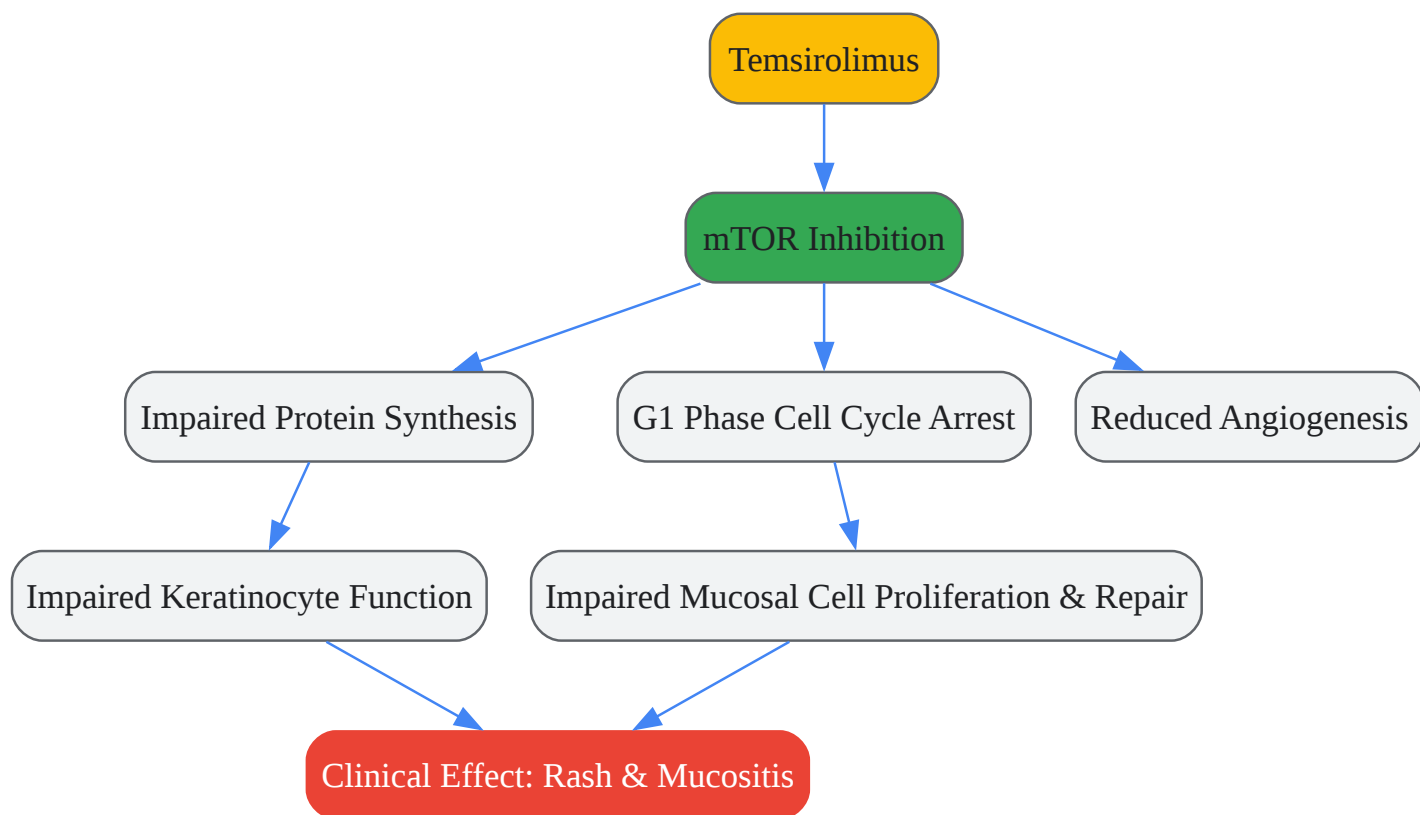 Temsirolimus
mTOR Inhibition
Impaired Protein Synthesis
G1 Phase Cell Cycle Arrest
Reduced Angiogenesis
Impaired Keratinocyte Function
Impaired Mucosal Cell Proliferation & Repair
Clinical Effect: Rash & Mucositis